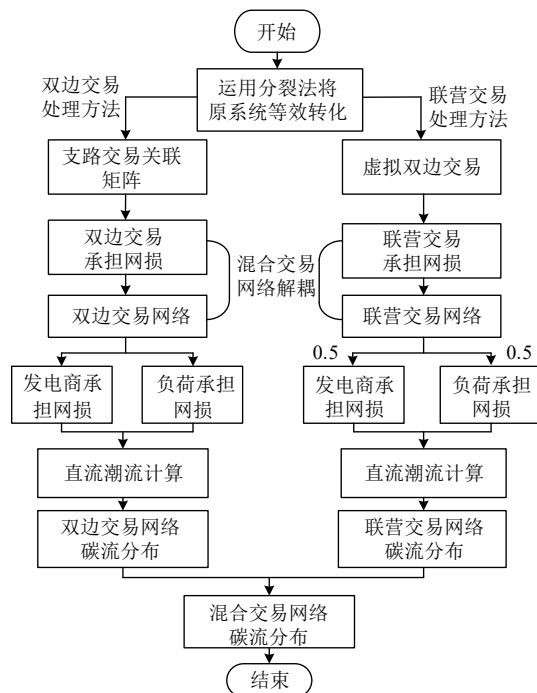 开始
运用分裂法将
原系统等效转化
双边交易
处理方法
联营交易
处理方法
支路交易关联
矩阵
虚拟双边交易
双边交易
承担网损
联营交易
承担网损
混合交易
网络解耦
双边交易网络
联营交易网络
0.5
0.5
发电商承
担网损
负荷承担
网损
发电商承
担网损
负荷承担
网损
直流潮流计算
直流潮流计算
双边交易网络
碳流分布
联营交易网络
碳流分布
混合交易网络
碳流分布
结束